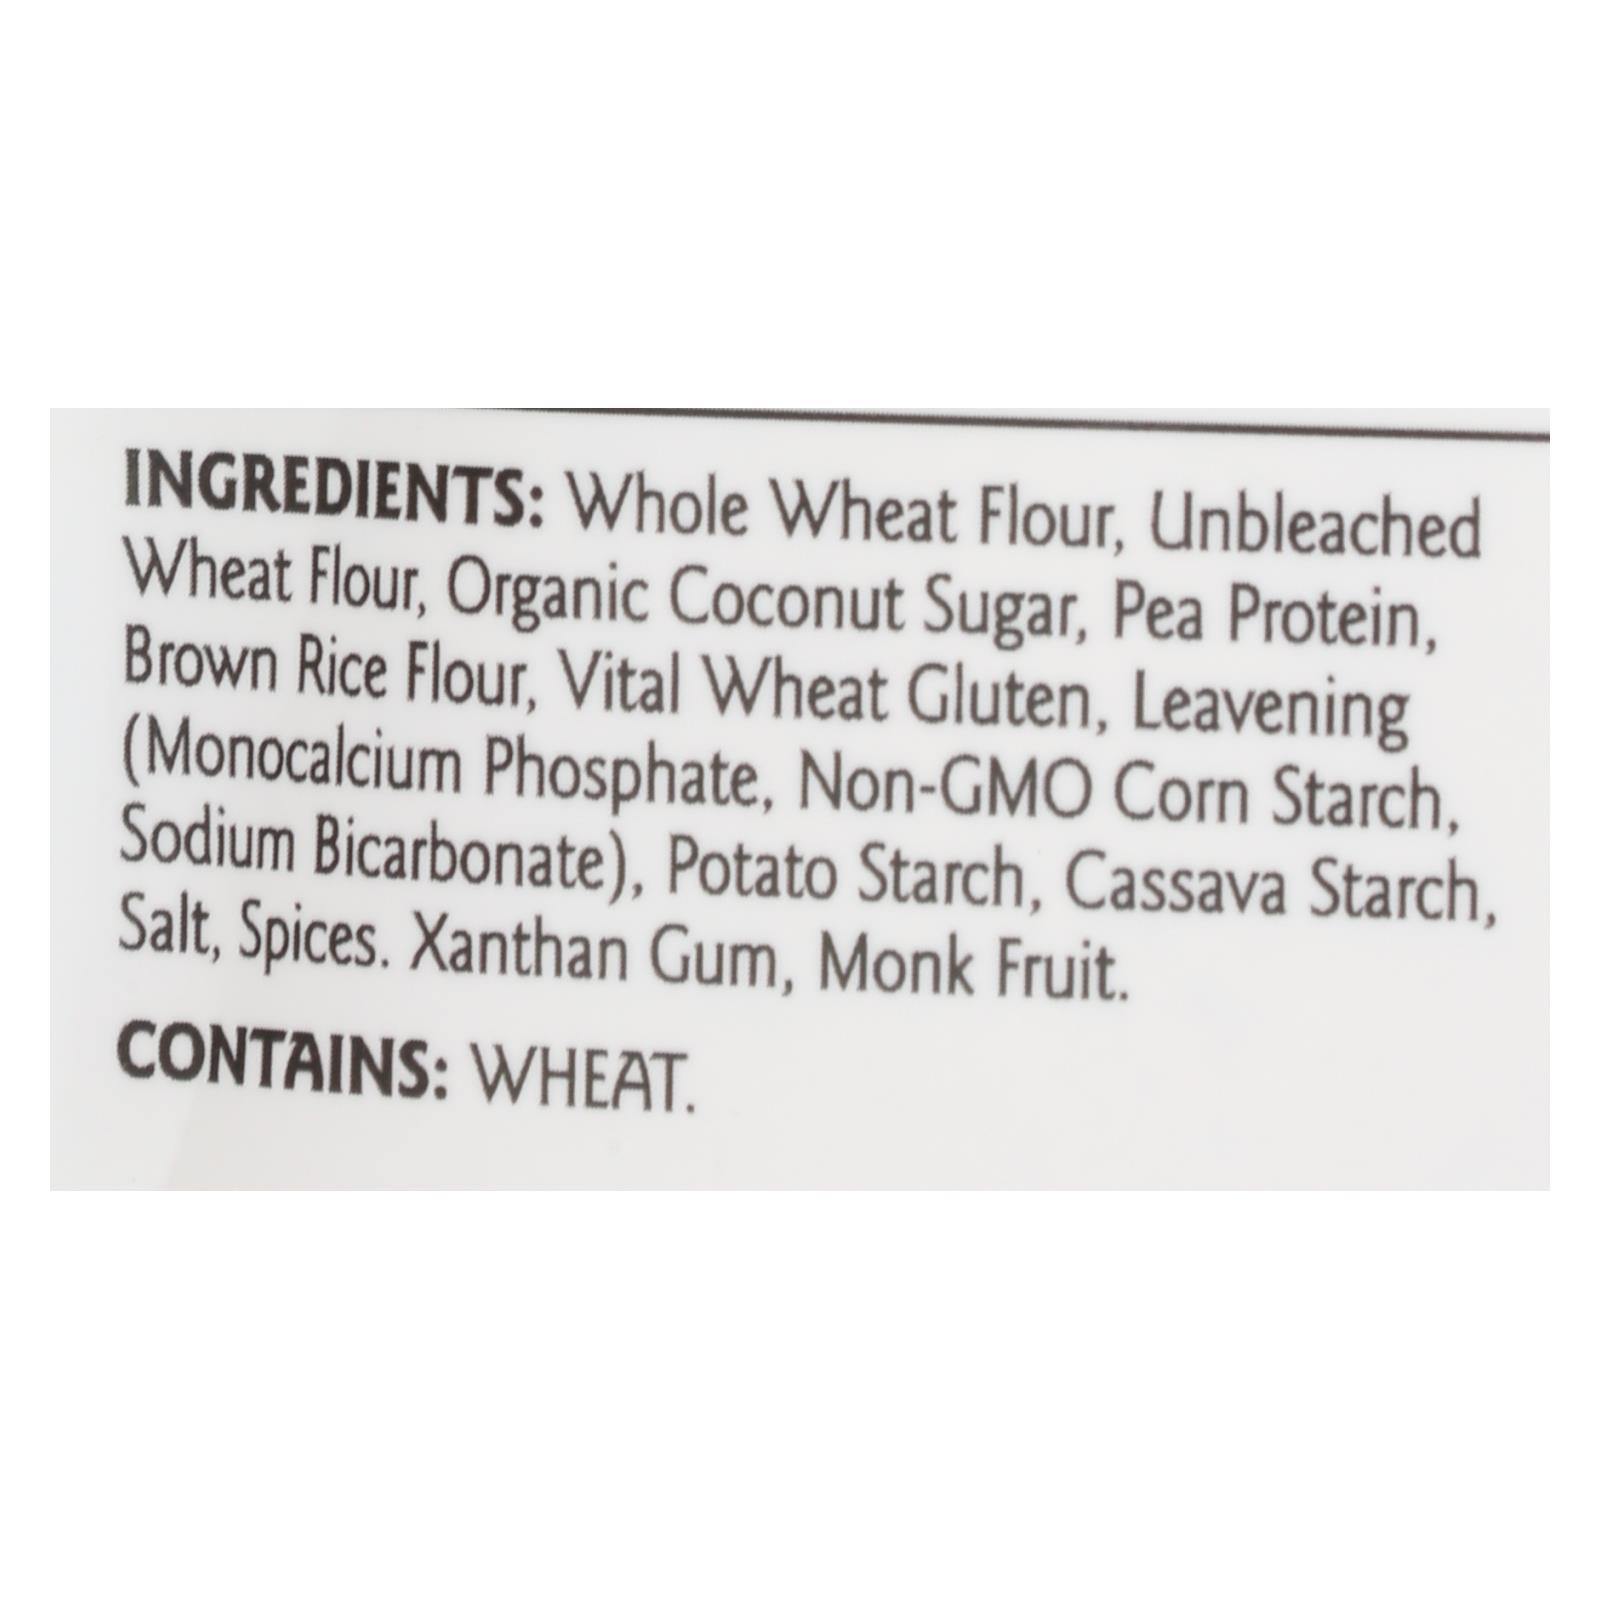 INGREDIENTS: Whole Wheat Flour, Unbleached
Wheat Flour, Organic Coconut Sugar, Pea Protein,
Brown Rice Flour, Vital Wheat Gluten, Leavening
(Monocalcium Phosphate, Non-GMO Corn Starch,
Sodium Bicarbonate), Potato Starch, Cassava Starch,
Salt, Spices. Xanthan Gum, Monk Fruit.
CONTAINS: WHEAT.